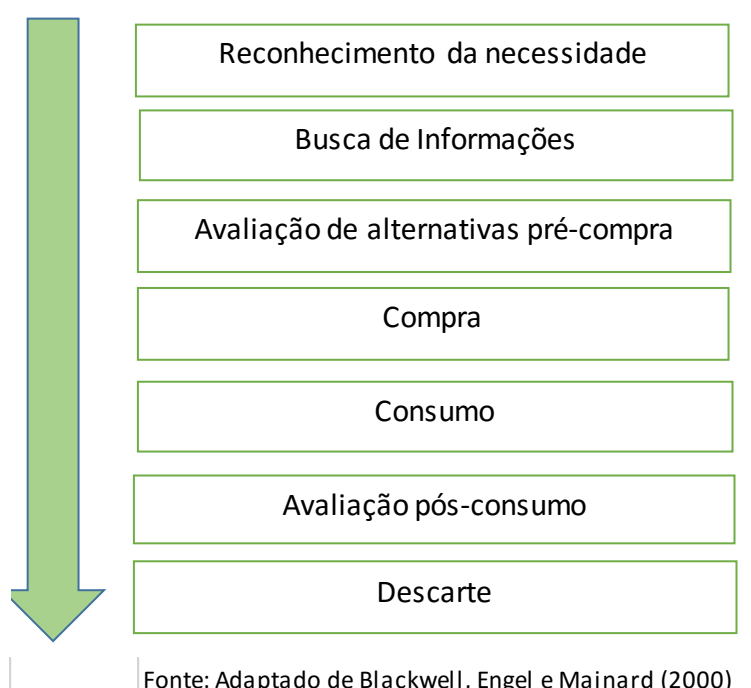 Reconhecimento da necessidade
Busca de Informações
Avaliação de alternativas pré-compra
Compra
Consumo
Avaliação pós-consumo
Descarte
Fonte: Adaptado de Blackwell, Engel e Mainard (2000)